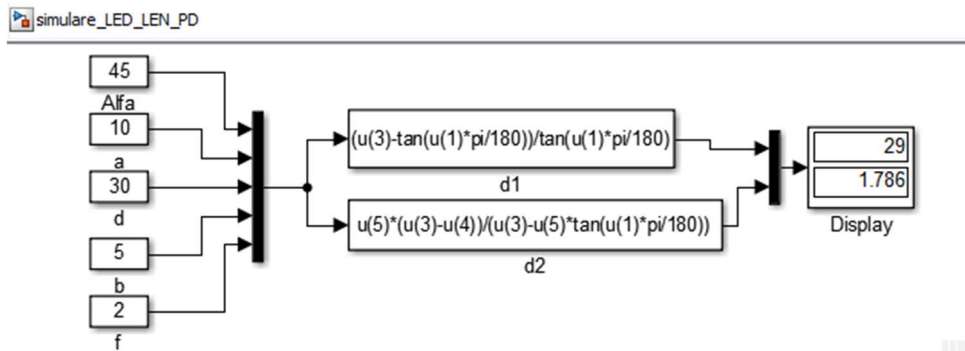 simulare_LED_LEN_PD
45
Alfa
10
a
30
d
5
b
2
f
(u(3)-tan(u(1)*pi/180))/tan(u(1)*pi/180)
d1
u(5)*(u(3)-u(4))/(u(3)-u(5)*tan(u(1)*pi/180))
d2
29
1.786
Display